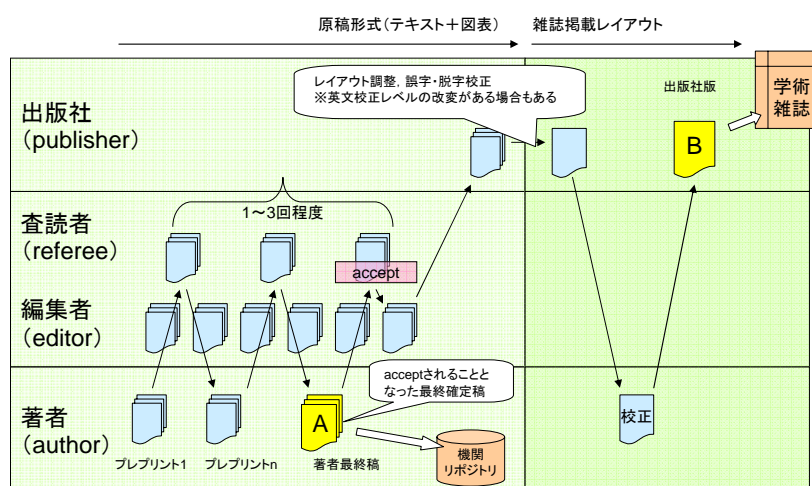 原稿形式（テキスト＋図表）
雑誌掲載レイアウト
出版社
（publisher）
レイアウト調整，誤字・脱字校正
※英文校正レベルの改変がある場合もある
出版社版
B
学術
雑誌
1～3回程度
査読者
（referee）
accept
編集者
（editor）
acceptされることと
なった最終確定稿
著者
（author）
A
校正
プレプリント1
プレプリントn
著者最終稿
機関
リポジトリ